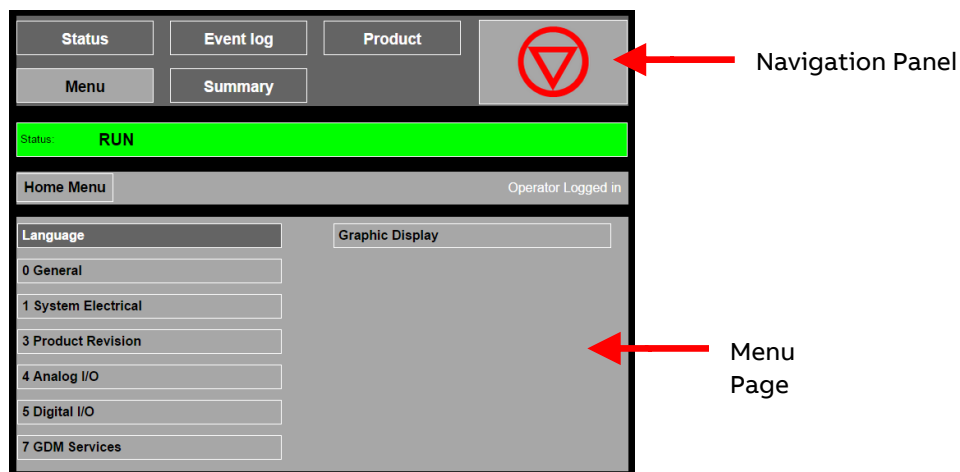 Status
Event log
Product
Navigation Panel
Menu
Summary
Status: RUN
Home Menu
Operator Logged in
Language
Graphic Display
0 General
1 System Electrical
3 Product Revision
Menu
Page
4 Analog I/O
5 Digital I/O
7 GDM Services